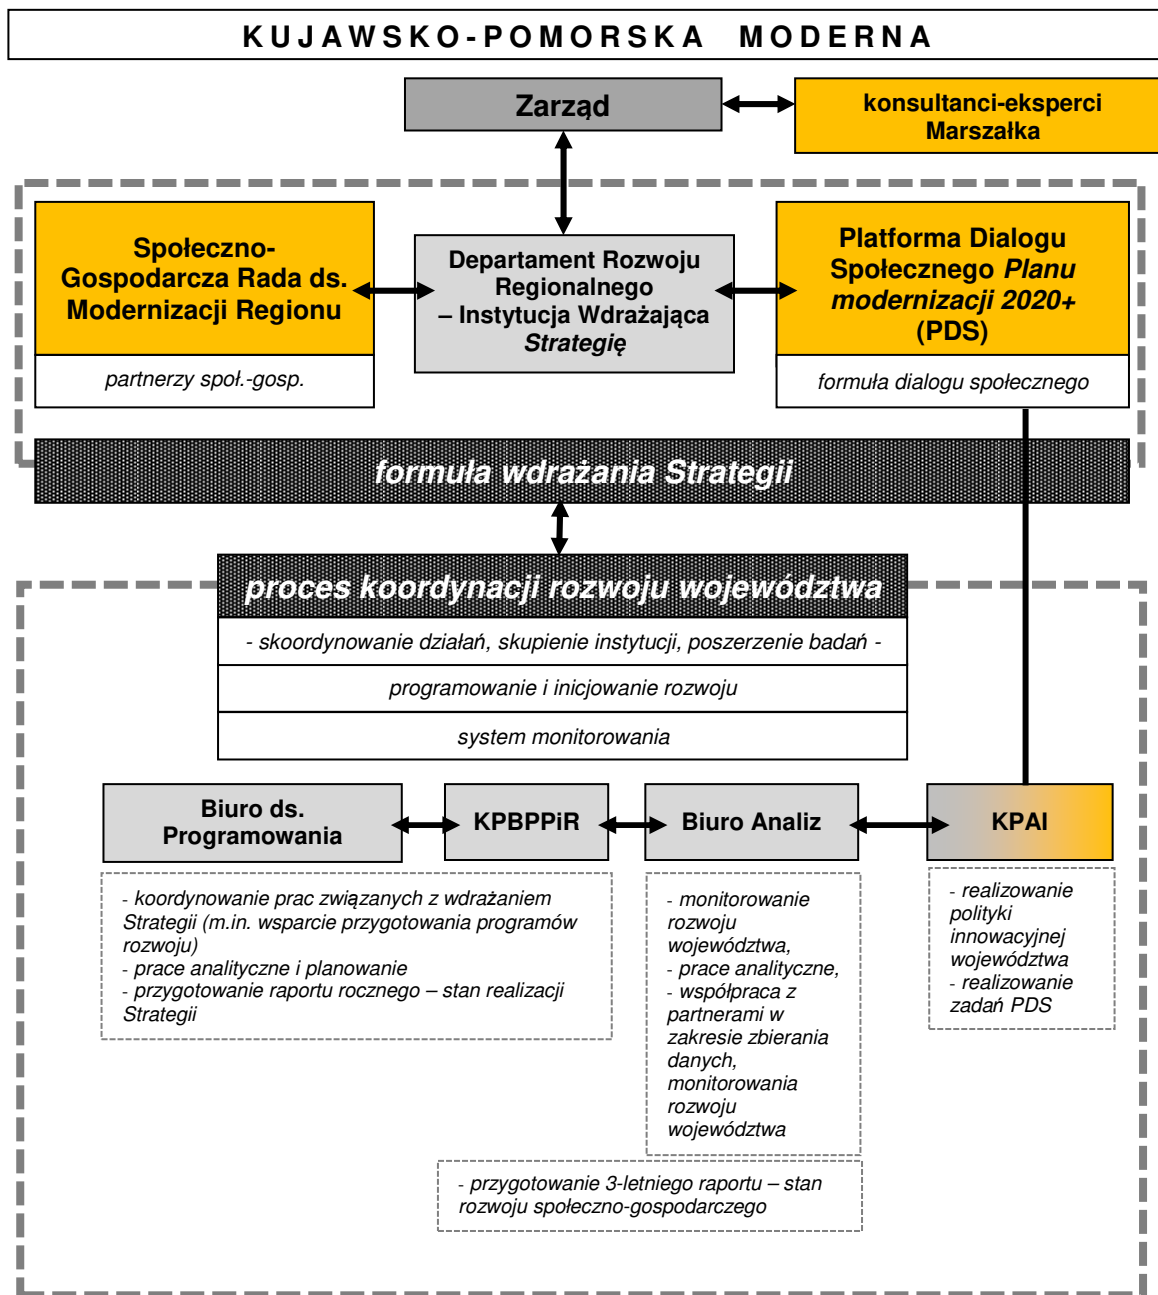 KUJAWSKO-POMORSKA MODERNA
Zarząd
konsultanci-eksperci
Marszałka
Społeczno-
Gospodarcza Rada ds.
Modernizacji Regionu
partnerzy społ.-gosp.
Departament Rozwoju
Regionalnego
– Instytucja Wdrażająca
Strategię
Platforma Dialogu
Społecznego Planu
modernizacji 2020+
(PDS)
formuła dialogu społecznego
formuła wdrażania Strategii
proces koordynacji rozwoju województwa
- skoordynowanie działań, skupienie instytucji, poszerzenie badań -
programowanie i inicjowanie rozwoju
system monitorowania
Biuro ds.
Programowania
KPBPPiR
Biuro Analiz
KPAI
- koordynowanie prac związanych z wdrażaniem
Strategii (m.in. wsparcie przygotowania programów
rozwoju)
- prace analityczne i planowanie
- przygotowanie raportu rocznego – stan realizacji
Strategii
- monitorowanie
rozwoju
województwa,
- prace analityczne,
- współpraca z
partnerami w
zakresie zbierania
danych,
monitorowania
rozwoju
województwa
- realizowanie
polityki
innowacyjnej
województwa
- realizowanie
zadań PDS
- przygotowanie 3-letniego raportu – stan
rozwoju społeczno-gospodarczego